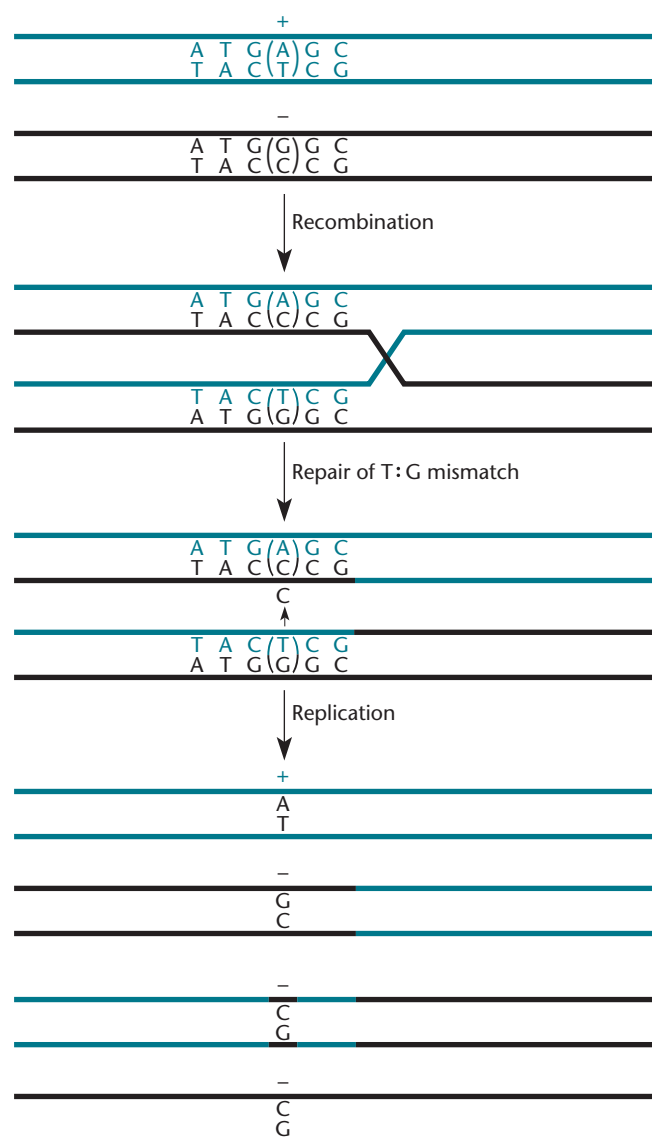 +
A T G(A)G C
T A C(T)C G
–
A T G(G)G C
T A C(C)C G
Recombination
A T G(A)G C
T A C(C)C G
T A C(T)C G
A T G(G)G C
Repair of T:G mismatch
A T G(A)G C
T A C(C)C G
C
T A C(T)C G
A T G(G)G C
Replication
+
A
T
–
G
C
–
C
G
–
C
G